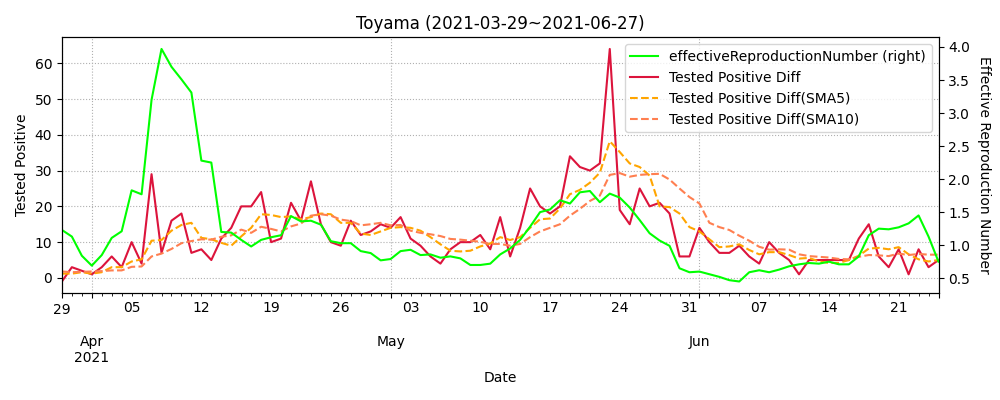 Toyama (2021-03-29~2021-06-27)
effectiveReproductionNumber (right)
Tested Positive Diff
Tested Positive Diff(SMA5)
Tested Positive Diff(SMA10)
Tested Positive
60
50
40
30
20
10
0
Effective Reproduction Number
4.0
3.5
3.0
2.5
2.0
1.5
1.0
0.5
29 05 12 19 26 03 10 17 24 31 07 14 21
Apr May Jun
2021
Date